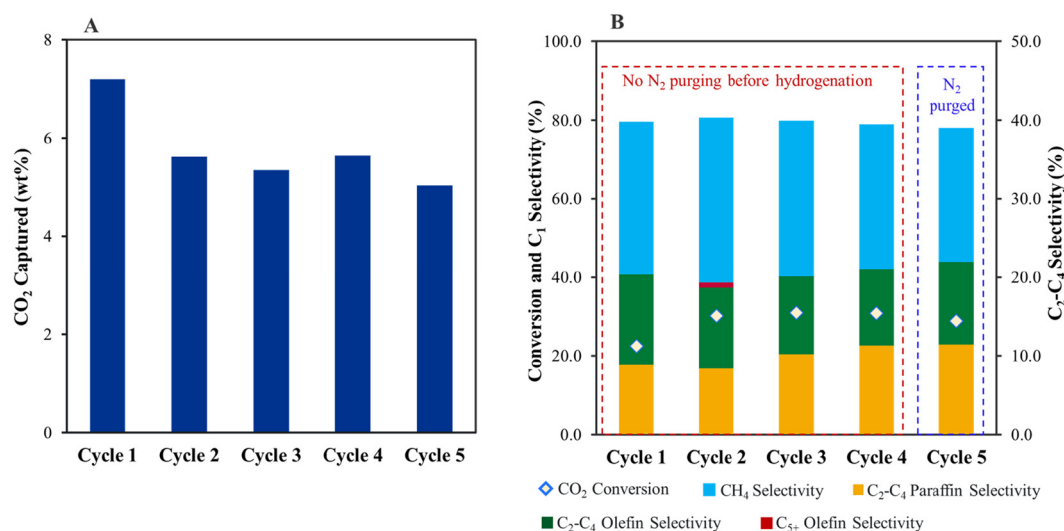 A
CO₂ Captured (wt%)
8
6
4
2
0
Cycle 1 Cycle 2 Cycle 3 Cycle 4 Cycle 5
B
Conversion and C₁ Selectivity (%)
100.0
80.0
60.0
40.0
20.0
0.0
No N₂ purging before hydrogenation
N₂
purged
50.0
40.0
30.0
20.0
10.0
0.0
C₂-C₄ Selectivity (%)
Cycle 1 Cycle 2 Cycle 3 Cycle 4 Cycle 5
CO₂ Conversion CH₄ Selectivity C₂-C₄ Paraffin Selectivity
C₂-C₄ Olefin Selectivity C₅₊ Olefin Selectivity